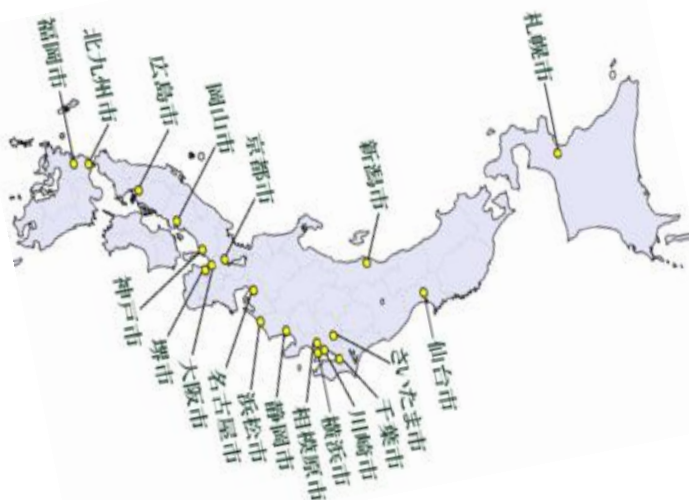 札幌市
新潟市
京都市
岡山市
広島市
北九州市
福岡市
仙台市
さいたま市
千葉市
川崎市
横浜市
相模原市
静岡市
浜松市
名古屋市
大阪市
堺市
神戸市